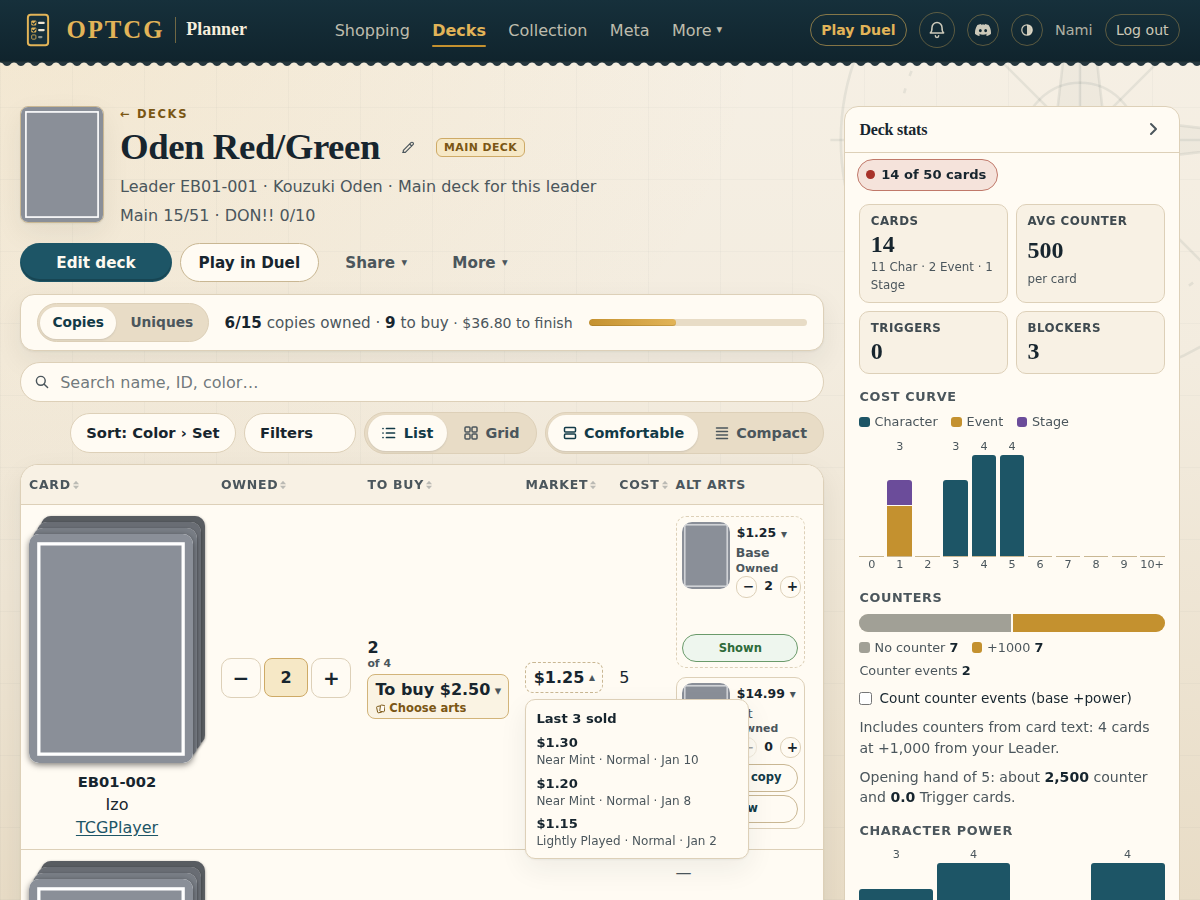 OPTCG Planner
Shopping Decks Collection Meta More ▾
Play Duel Nami Log out
← DECKS
Oden Red/Green MAIN DECK
Leader EB01-001 · Kouzuki Oden · Main deck for this leader
Main 15/51 · DON!! 0/10
Edit deck Play in Duel Share ▾ More ▾
Copies Uniques 6/15 copies owned · 9 to buy · $36.80 to finish
Search name, ID, color…
Sort: Color › Set Filters List Grid Comfortable Compact
CARD OWNED TO BUY MARKET COST ALT ARTS
EB01-002
Izo
TCGPlayer
− 2 +
2
of 4
To buy $2.50 ▾
Choose arts
$1.25 ▴
5
$1.25 ▾
Base
Owned
− 2 +
Shown
$14.99 ▾
0 +
copy
Last 3 sold
$1.30
Near Mint · Normal · Jan 10
$1.20
Near Mint · Normal · Jan 8
$1.15
Lightly Played · Normal · Jan 2
—
Deck stats
14 of 50 cards
CARDS
14
11 Char · 2 Event · 1
Stage
AVG COUNTER
500
per card
TRIGGERS
0
BLOCKERS
3
COST CURVE
Character Event Stage
3 3 4 4
0 1 2 3 4 5 6 7 8 9 10+
COUNTERS
No counter 7 +1000 7
Counter events 2
Count counter events (base +power)
Includes counters from card text: 4 cards
at +1,000 from your Leader.
Opening hand of 5: about 2,500 counter
and 0.0 Trigger cards.
CHARACTER POWER
3 4 4